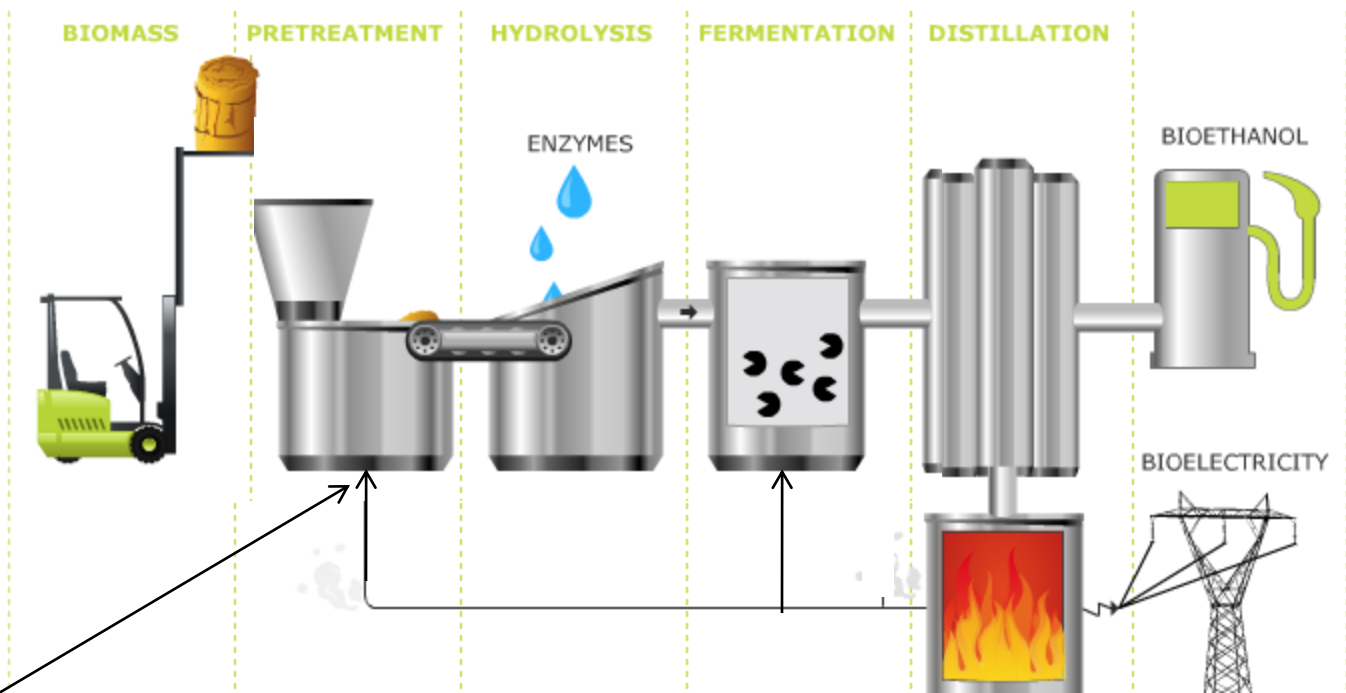 BIOMASS
PRETREATMENT
HYDROLYSIS
FERMENTATION
DISTILLATION
ENZYMES
BIOETHANOL
BIOELECTRICITY